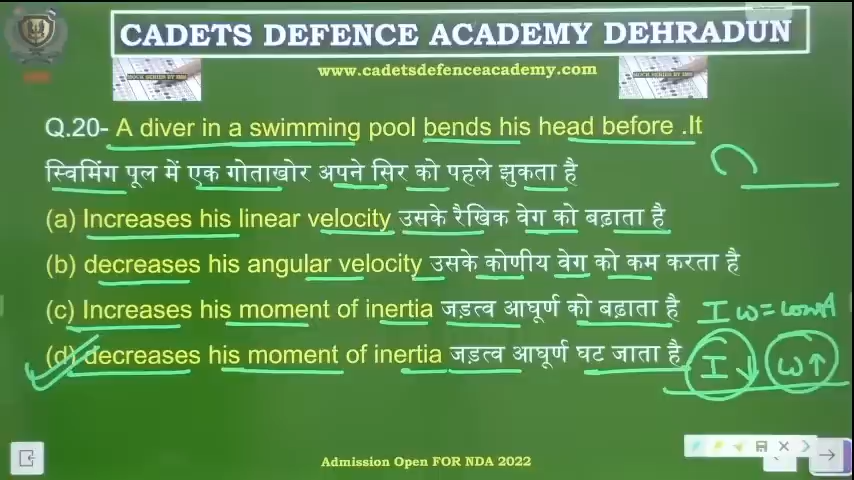 CADETS DEFENCE ACADEMY DEHRADUN
www.cadetsdefenceacademy.com
Q.20- A diver in a swimming pool bends his head before .It
स्विमिंग पूल में एक गोताखोर अपने सिर को पहले झुकता है
(a) Increases his linear velocity उसके रैखिक वेग को बढ़ाता है
(b) decreases his angular velocity उसके कोणीय वेग को कम करता है
(c) Increases his moment of inertia जड़त्व आघूर्ण को बढ़ाता है
I ω = const
(d) decreases his moment of inertia जड़त्व आघूर्ण घट जाता है
I ↓ ω ↑
Admission Open FOR NDA 2022